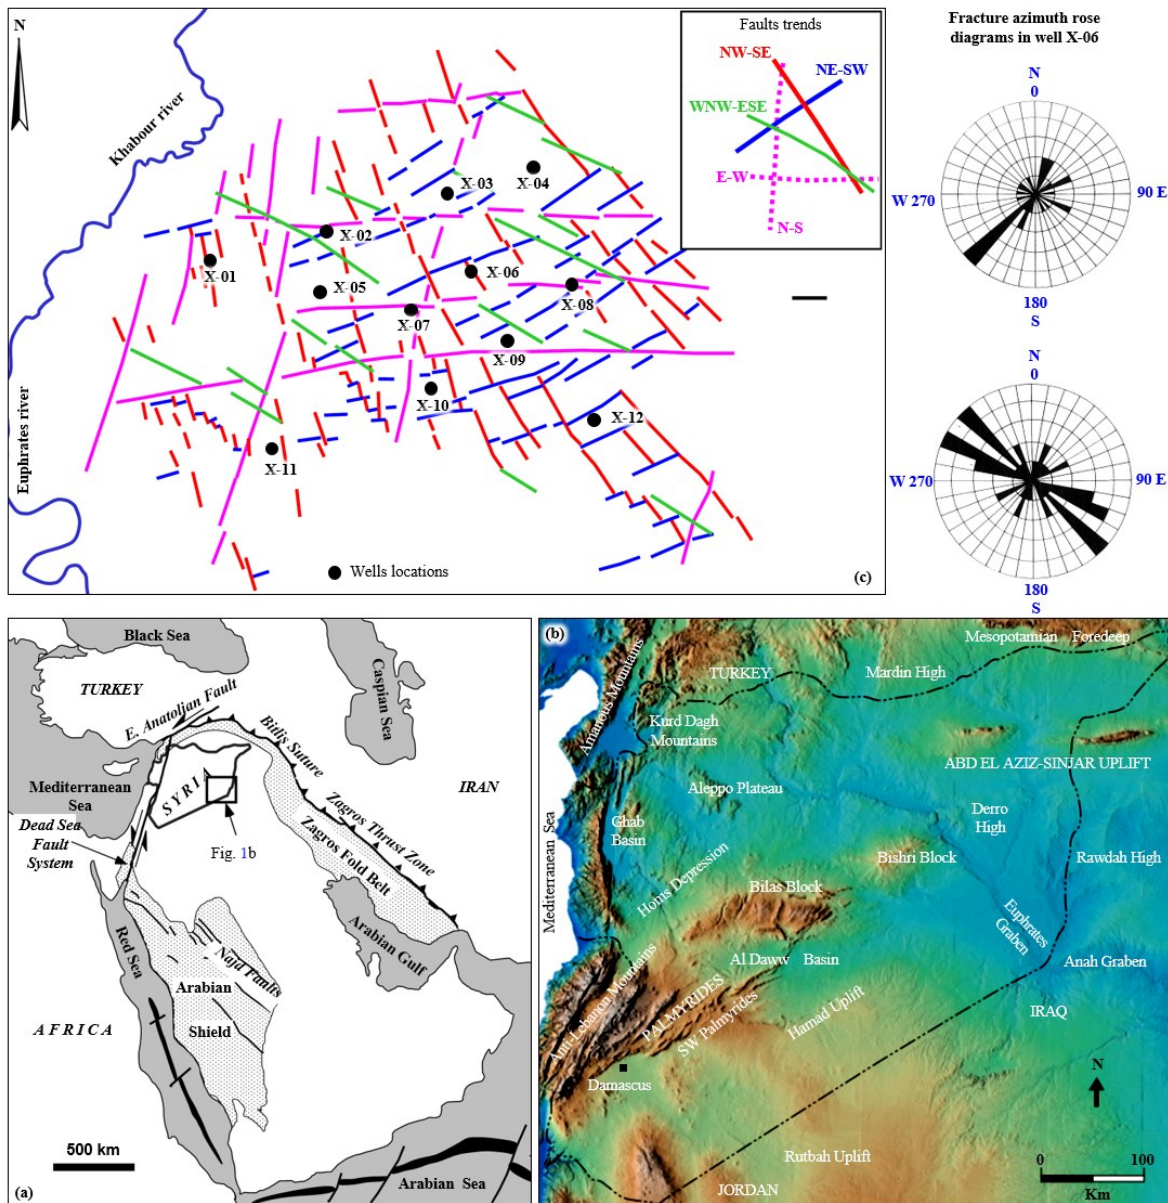 N
Khabour river
Euphrates river
Faults trends
NW-SE
NE-SW
WNW-ESE
E-W
N-S
X-04
X-03
X-02
X-01
X-06
X-05
X-08
X-07
X-09
X-10
X-12
X-11
Wells locations
(c)
Fracture azimuth rose
diagrams in well X-06
N
0
W 270
90 E
180
S
N
0
W 270
90 E
180
S
Black Sea
TURKEY
Caspian Sea
E. Anatolian Fault
Bitlis Suture
Mediterranean
Sea
SYRIA
IRAN
Dead Sea
Fault
System
Zagros Thrust Zone
Fig. 1b
Zagros Fold Belt
Arabian Gulf
Red Sea
Najd Faults
Arabian
Shield
AFRICA
500 km
Arabian Sea
(a)
(b)
Mesopotamian Foredeep
TURKEY
Mardin High
Amanous Mountains
Kurd Dagh
Mountains
ABD EL AZIZ-SINJAR UPLIFT
Aleppo Plateau
Derro
High
Ghab
Basin
Mediterranean Sea
Bishri Block
Rawdah High
Homs Depression
Bilas Block
Euphrates
Graben
Al Daww Basin
Anah Graben
Anti-Lebanon Mountains
PALMYRIDES
SW Palmyrides
Hamad Uplift
IRAQ
N
Damascus
Rutbah Uplift
JORDAN
0
100
Km